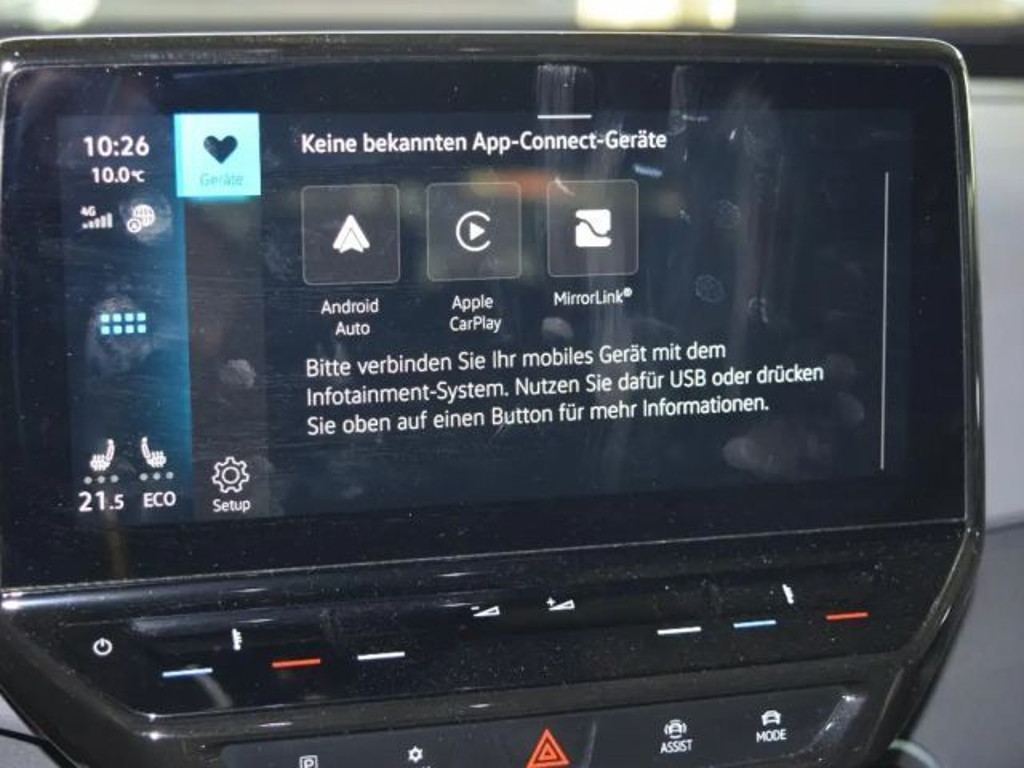 10:26
10.0°C
4G
Geräte
Keine bekannten App-Connect-Geräte
Android
Auto
Apple
CarPlay
MirrorLink®
Bitte verbinden Sie Ihr mobiles Gerät mit dem
Infotainment-System. Nutzen Sie dafür USB oder drücken
Sie oben auf einen Button für mehr Informationen.
21.5
ECO
Setup
P
ASSIST
MODE